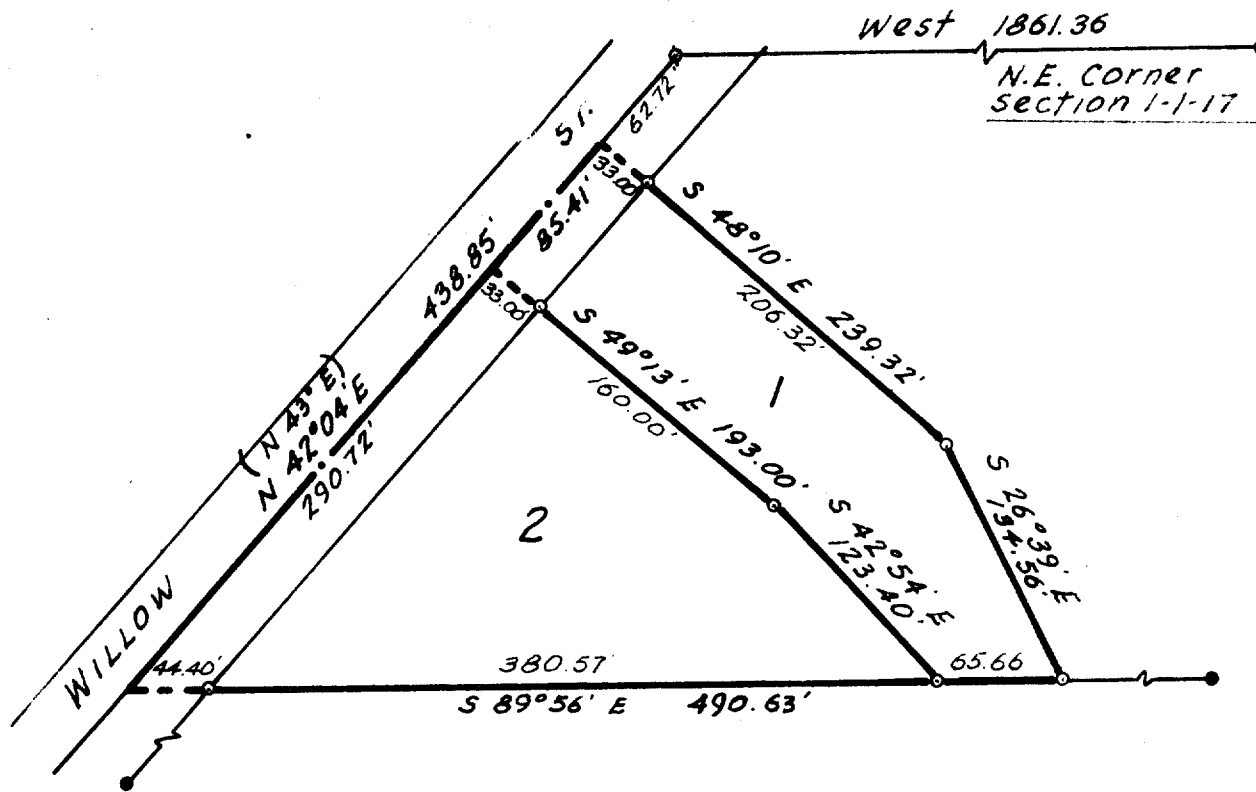 West 1861.36
N.E. Corner
section 1-1-17
62.72'
ST.
33.00'
85.41'
438.85'
33.00'
S 48°10' E 239.32'
206.32'
S 49°13' E 193.00'
160.00'
1
(N 43° E)
N 42°04' E
290.72'
S 26°39' E
134.56'
S 42°54' E
123.40'
2
WILLOW
44.40'
380.57'
65.66
S 89°56' E 490.63'